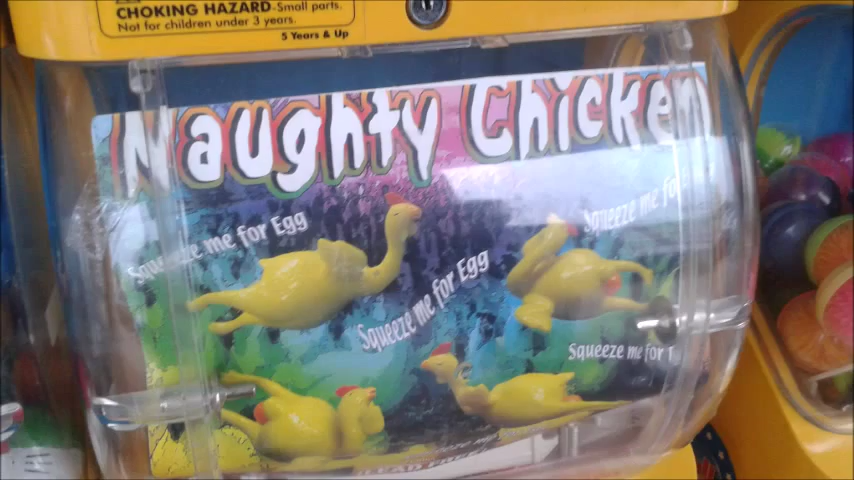 CHOKING HAZARD-Small parts.
Not for children under 3 years.
5 Years & Up
Naughty Chicken
Squeeze me for Egg
Squeeze me for
Squeeze me for Egg
Squeeze me for